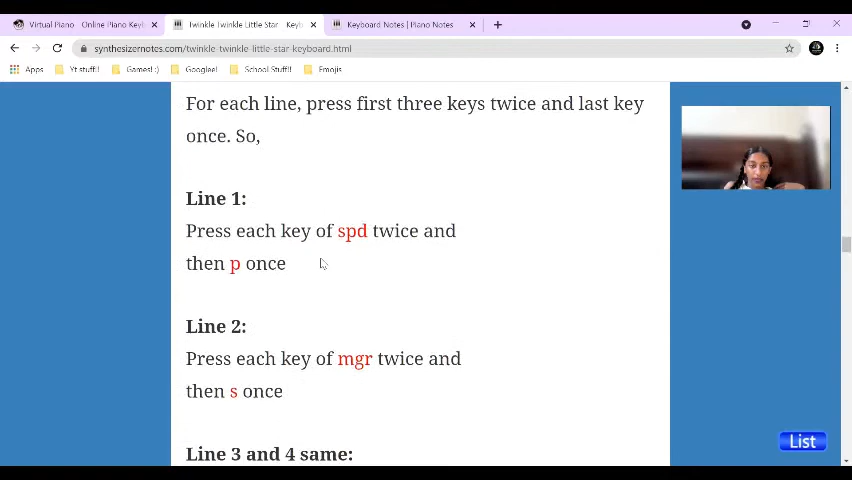 Virtual Piano Online Piano Key
Twinkle Twinkle Little Star Key
Keyboard Notes | Piano Notes
synthesizernotes.com/twinkle-twinkle-little-star-keyboard.html
Apps
Yt stuff!!
Games! :)
Googlee!
School Stuff!!
Emojis
For each line, press first three keys twice and last key
once. So,
Line 1:
Press each key of spd twice and
then p once
Line 2:
Press each key of mgr twice and
then s once
Line 3 and 4 same:
List